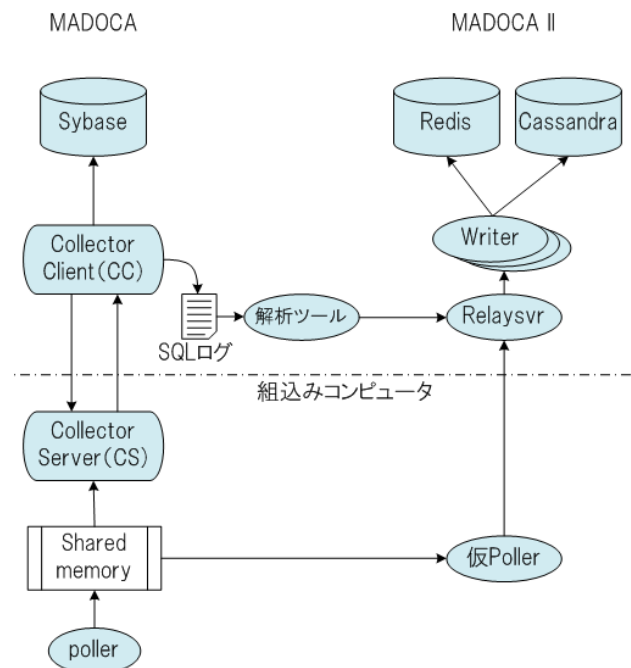 MADOCA
MADOCA Ⅱ
Sybase
Redis
Cassandra
Collector
Client(CC)
Writer
解析ツール
Relaysvr
SQLログ
組込みコンピュータ
Collector
Server(CS)
Shared
memory
仮Poller
poller